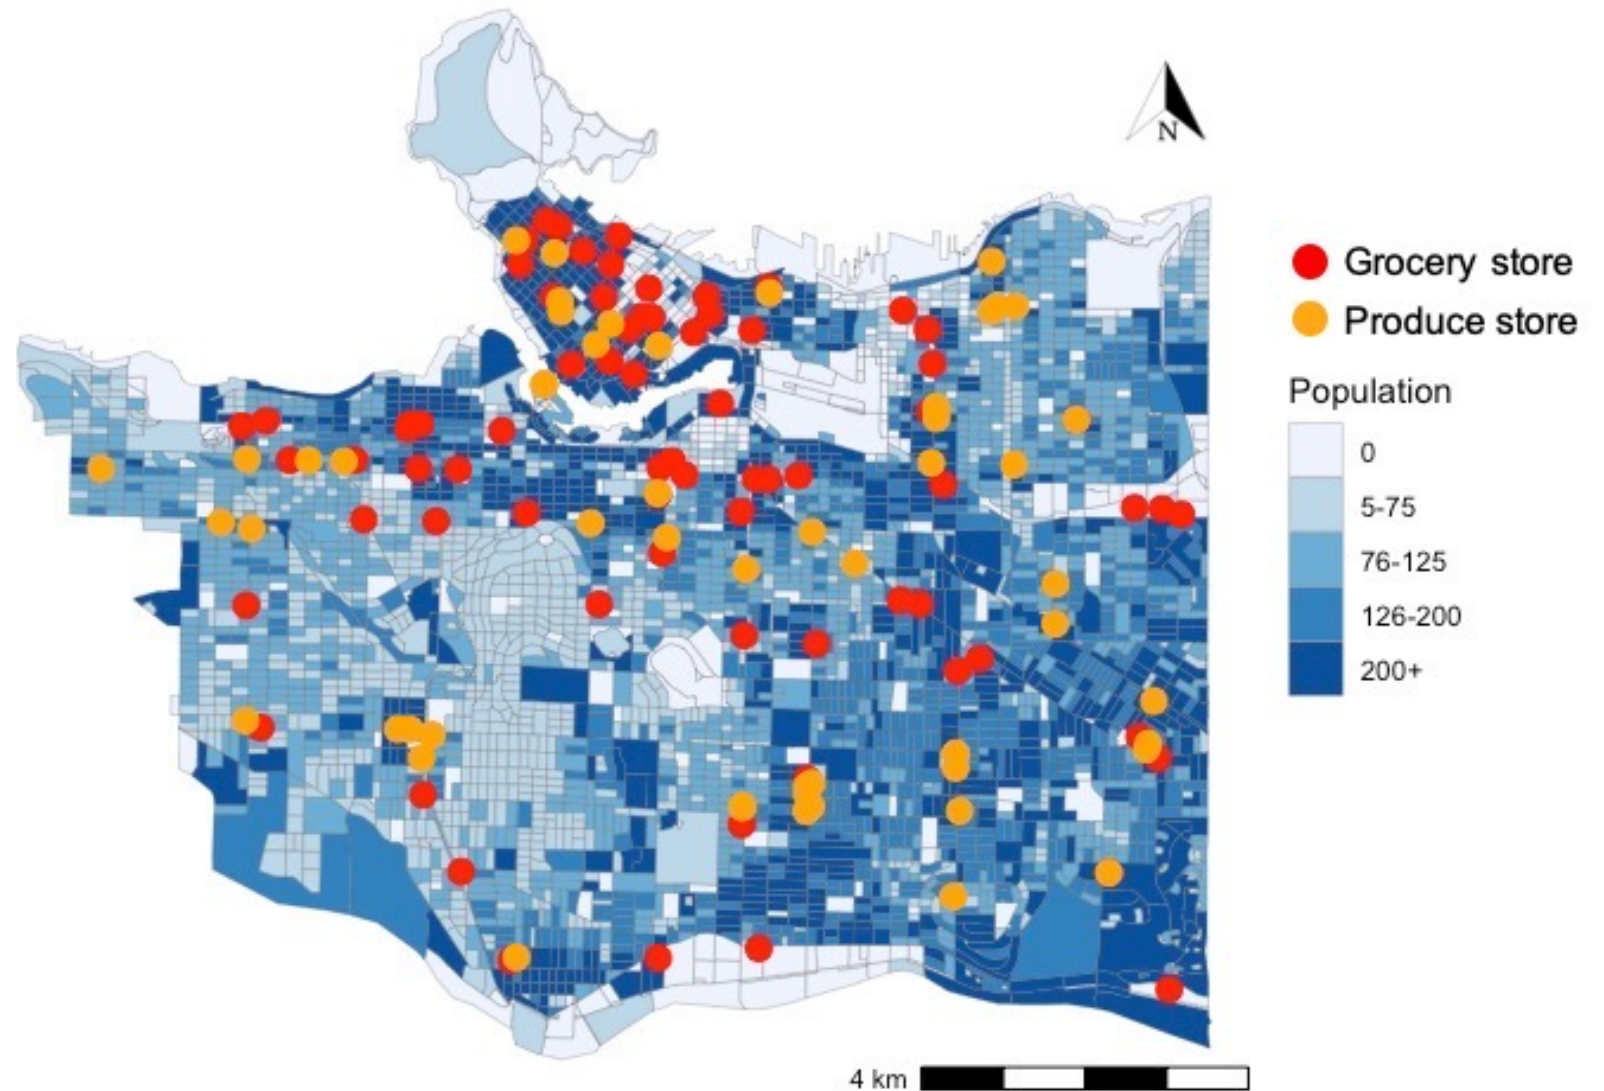 N
Grocery store
Produce store
Population
0
5-75
76-125
126-200
200+
4 km